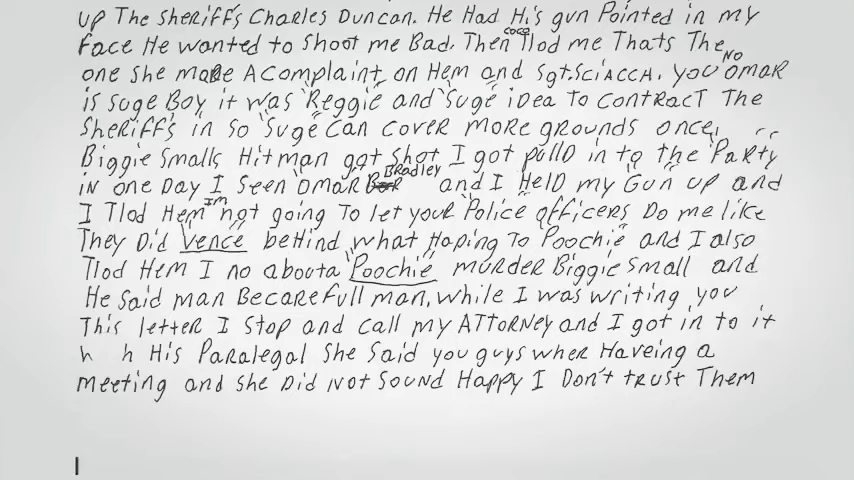 up The Sheriff's Charles Duncan. He Had His gun Pointed in my
face He wanted to Shoot me Bad. Then coco Tlod me Thats The
one She made A complaint on Hem and Sgt. Sciacca. you NO Omar
is Suge Boy it was "Reggie and "Suge idea To CONTRACT The
Sheriff's in So "Suge" Can Cover more grounds once,
Biggie Smalls Hitman got Shot I got pulld in to the "Party"
in one Day I Seen "Omar Bradley" and I Held my Gun up and
I Tlod Hem I'm not going To let your "Police officers Do me like
They Did Vence behind what Hoping To Poochie" and I also
Tlod Hem I no aboota "Poochie" murder Biggie Small and
He Said man Becarefull man, while I was writing you
This letter I Stop and call my ATTorney and I got in to it
His Paralegal She Said you guys wher Haveing a
meeting and She Did Not Sound Happy I Don't trust Them